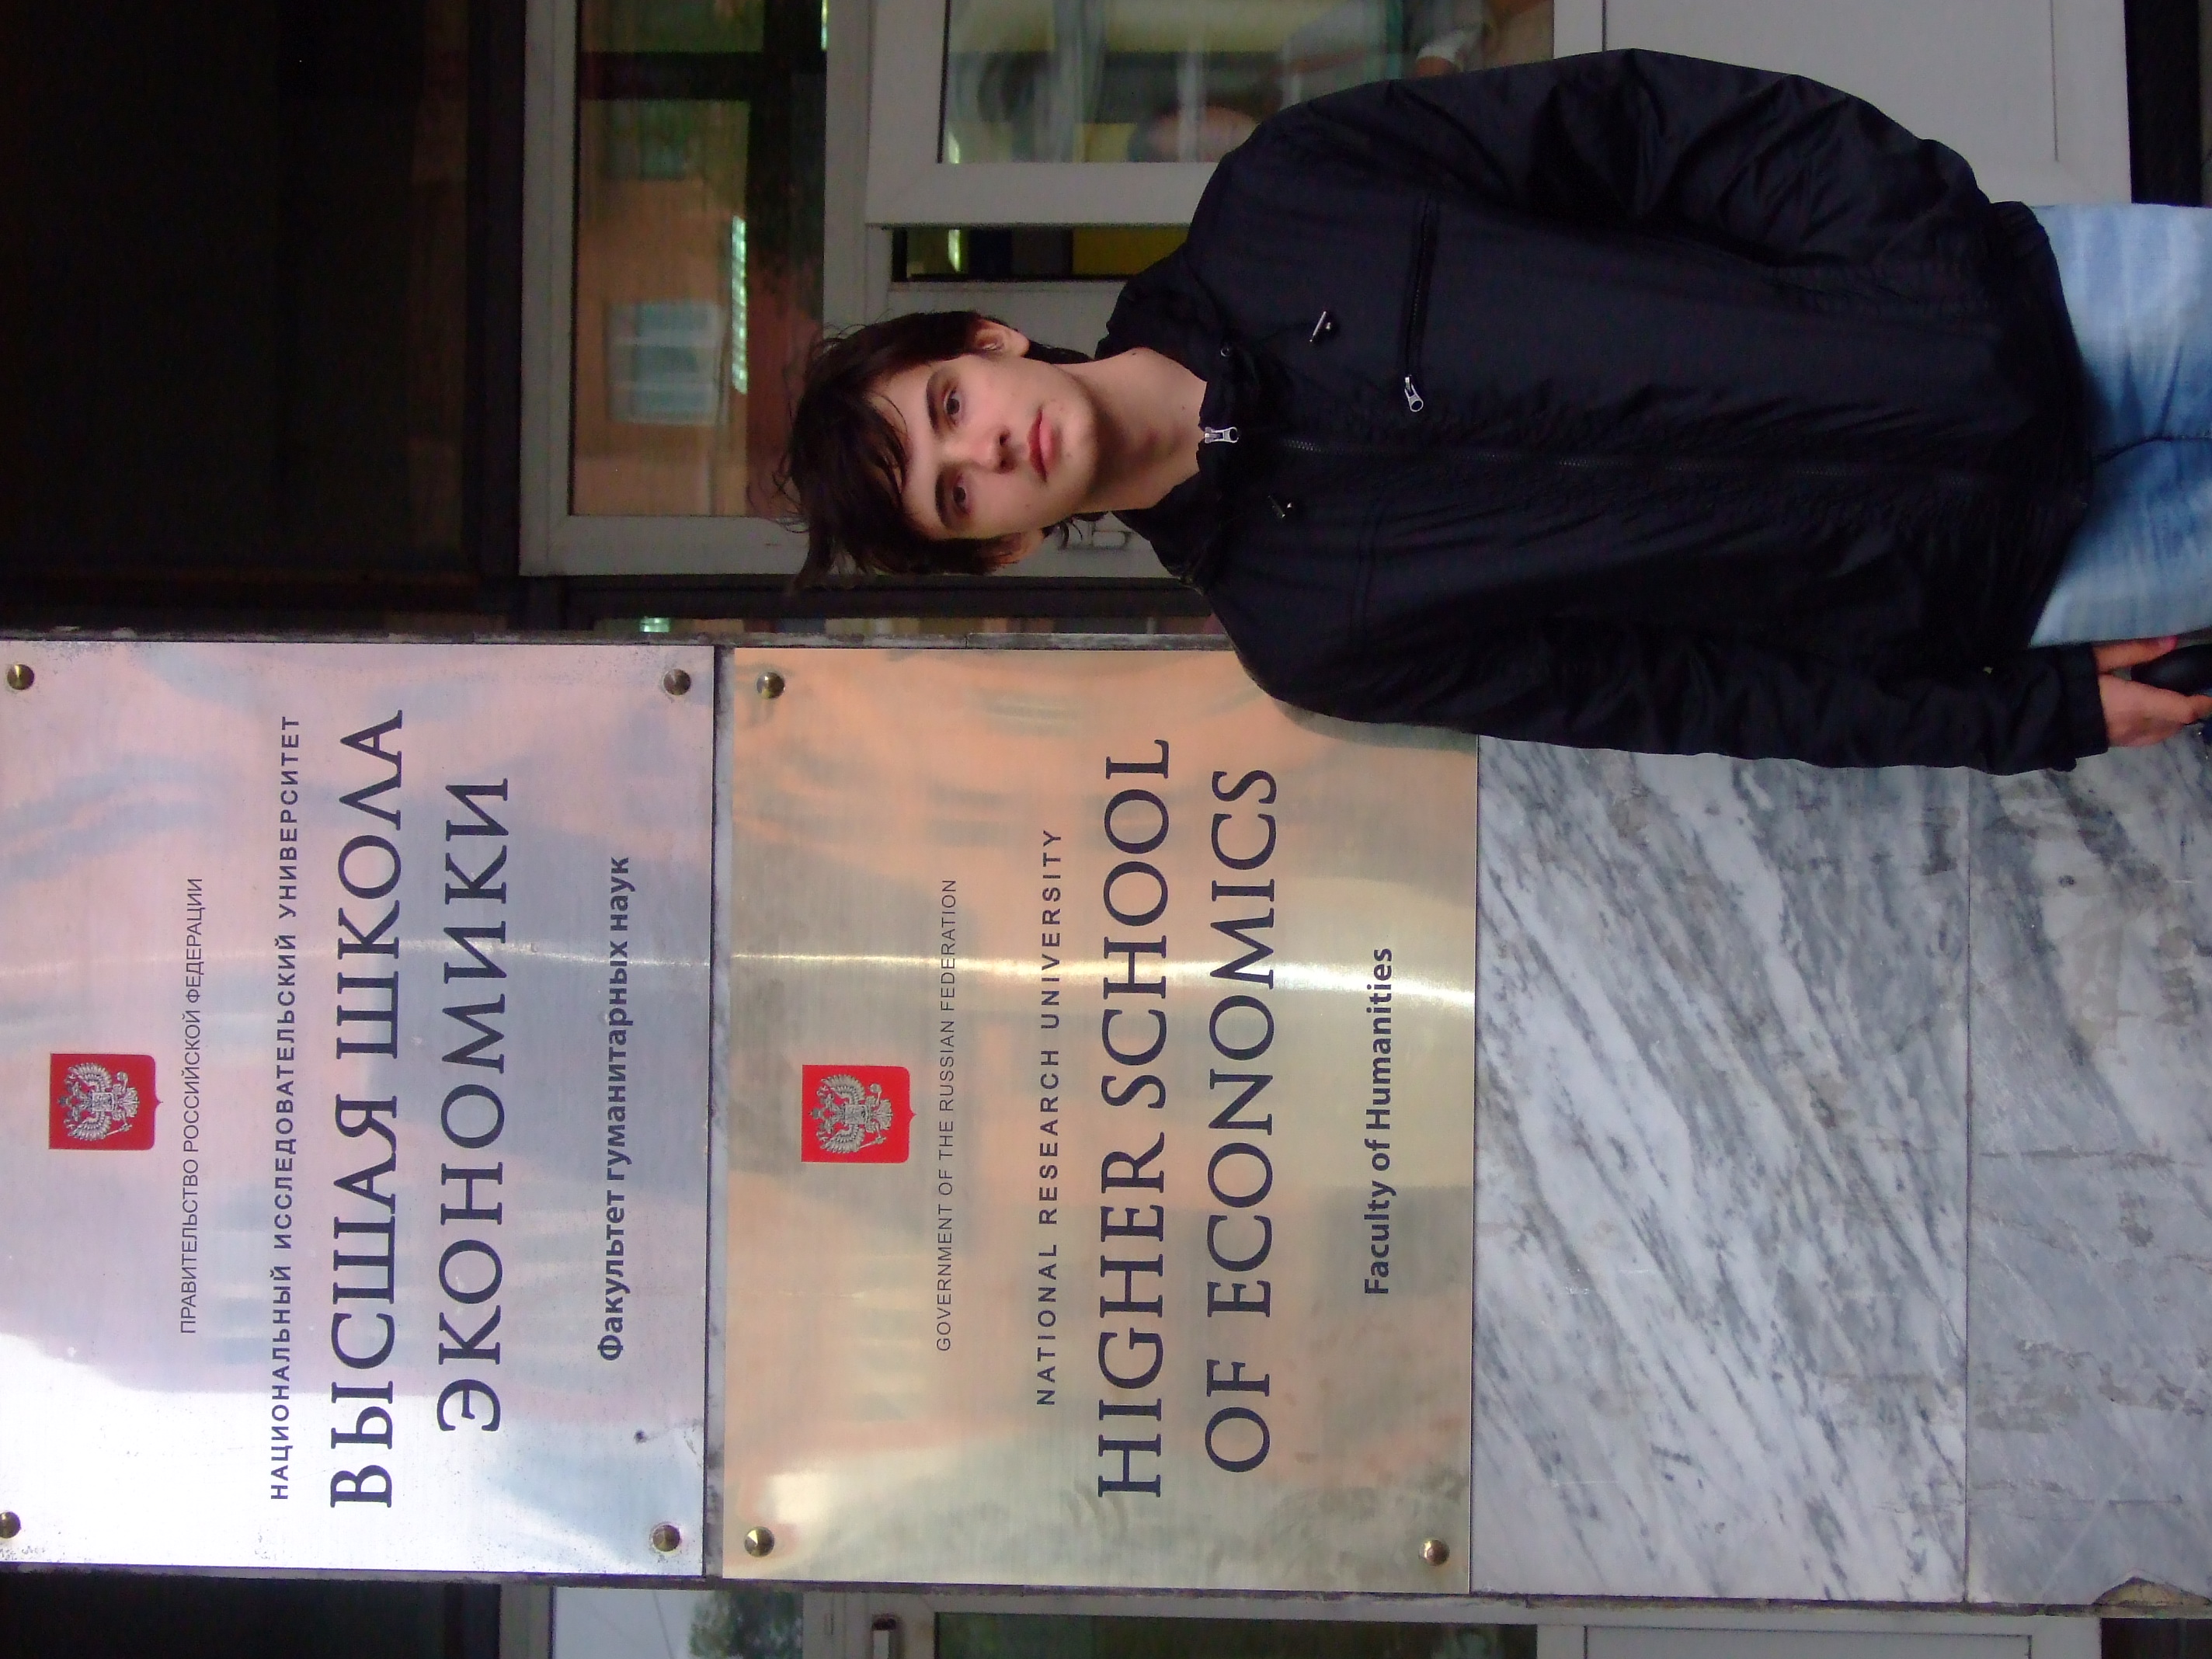 ПРАВИТЕЛЬСТВО РОССИЙСКОЙ ФЕДЕРАЦИИ
НАЦИОНАЛЬНЫЙ ИССЛЕДОВАТЕЛЬСКИЙ УНИВЕРСИТЕТ
ВЫСШАЯ ШКОЛА
ЭКОНОМИКИ
Факультет гуманитарных наук
GOVERNMENT OF THE RUSSIAN FEDERATION
NATIONAL RESEARCH UNIVERSITY
HIGHER SCHOOL
OF ECONOMICS
Faculty of Humanities